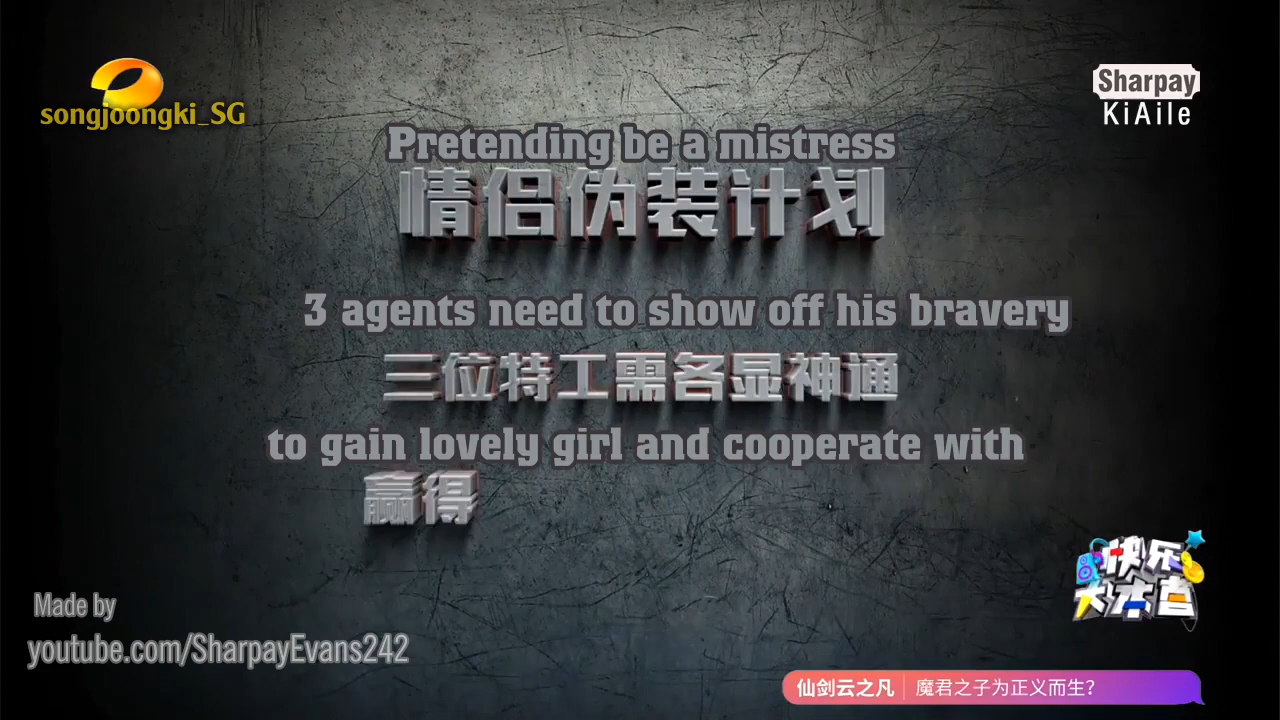 songjoongki_SG
Sharpay
KiAile
Pretending be a mistress
情侣伪装计划
3 agents need to show off his bravery
三位特工需各显神通
to gain lovely girl and cooperate with
赢得
快乐
大本营
Made by
youtube.com/SharpayEvans242
仙剑云之凡 魔君之子为正义而生?